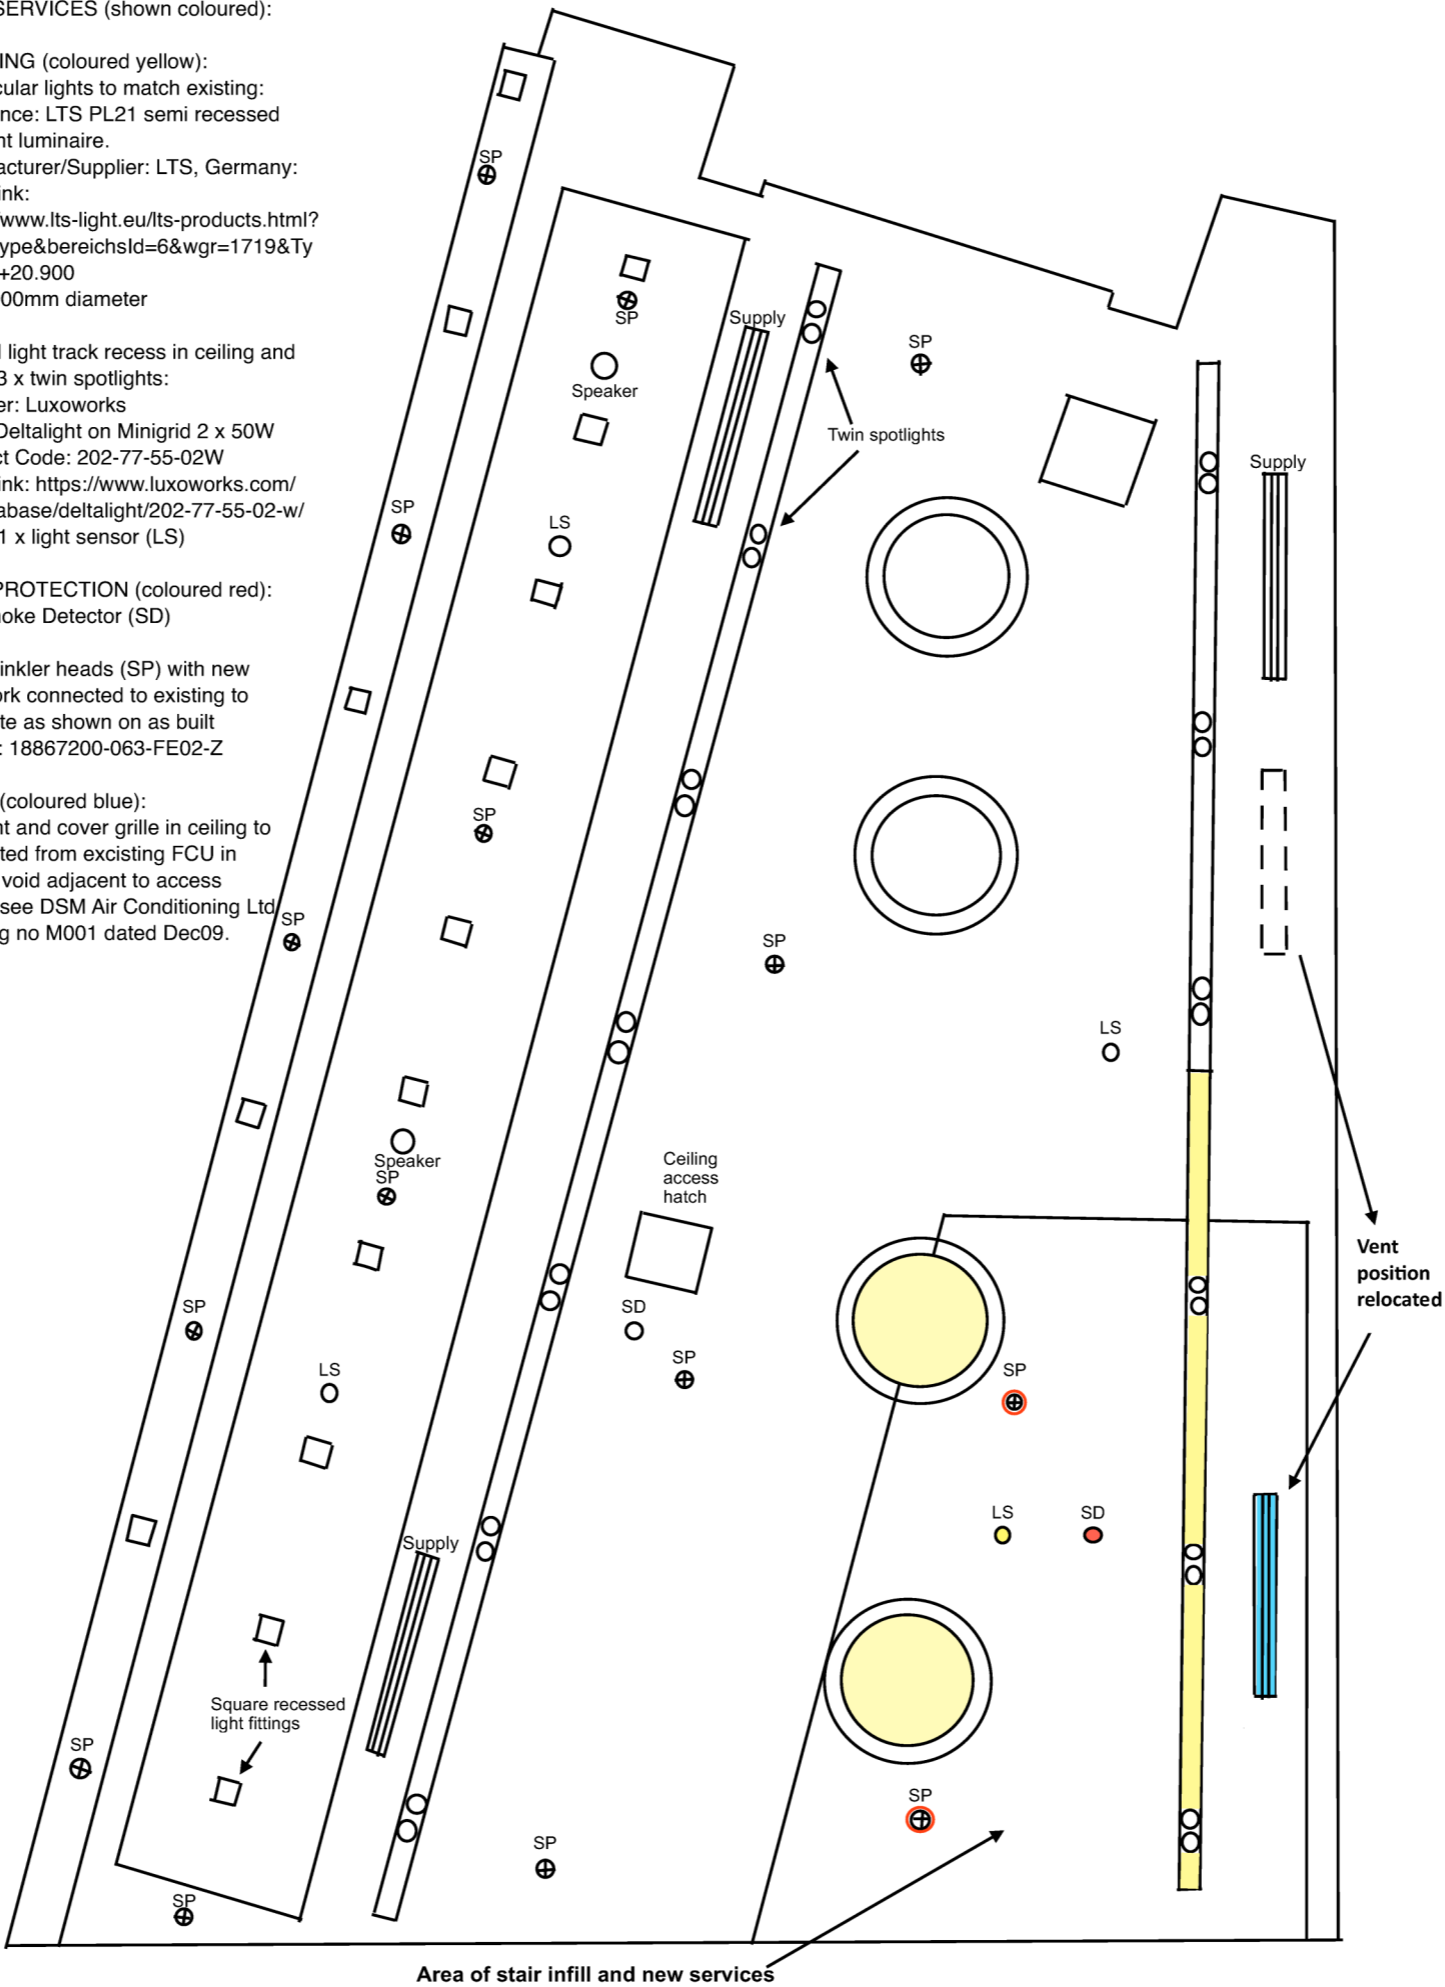 SERVICES (shown coloured):
ING (coloured yellow):
cular lights to match existing:
nce: LTS PL21 semi recessed
nt luminaire.
acturer/Supplier: LTS, Germany:
ink:
/www.lts-light.eu/lts-products.html?
ype&bereichsId=6&wgr=1719&Ty
+20.900
00mm diameter
l light track recess in ceiling and
3 x twin spotlights:
er: Luxoworks
Deltalight on Minigrid 2 x 50W
ct Code: 202-77-55-02W
ink: https://www.luxoworks.com/
abase/deltalight/202-77-55-02-w/
1 x light sensor (LS)
PROTECTION (coloured red):
noke Detector (SD)
inkler heads (SP) with new
ork connected to existing to
te as shown on as built
: 18867200-063-FE02-Z
(coloured blue):
nt and cover grille in ceiling to
ted from excisting FCU in
void adjacent to access
see DSM Air Conditioning Ltd
g no M001 dated Dec09.
SP
SP
Speaker
Supply
SP
Twin spotlights
Supply
SP
LS
SP
SP
SP
LS
Speaker
SP
Ceiling
access
hatch
Vent
position
relocated
SP
SD
SP
LS
SP
LS
SD
Supply
Square recessed
light fittings
SP
SP
SP
SP
Area of stair infill and new services